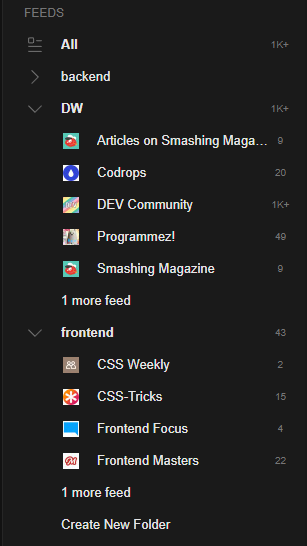 FEEDS
All 1K+
backend
DW 1K+
Articles on Smashing Maga... 9
Codrops 20
DEV Community 1K+
Programmez! 49
Smashing Magazine 9
1 more feed
frontend 43
CSS Weekly 2
CSS-Tricks 15
Frontend Focus 4
Frontend Masters 22
1 more feed
Create New Folder